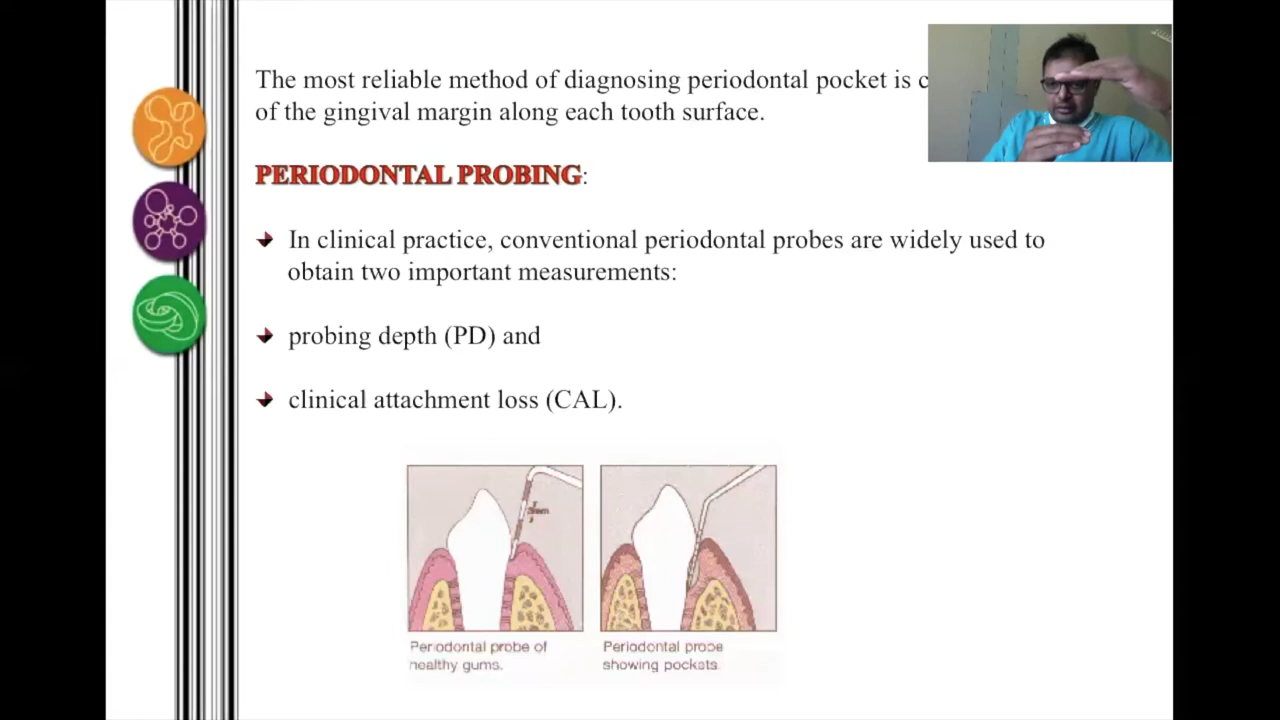 The most reliable method of diagnosing periodontal pocket is
of the gingival margin along each tooth surface.
PERIODONTAL PROBING:
In clinical practice, conventional periodontal probes are widely used to
obtain two important measurements:
probing depth (PD) and
clinical attachment loss (CAL).
Periodontal probe of
healthy gums.
Periodontal probe
showing pockets.